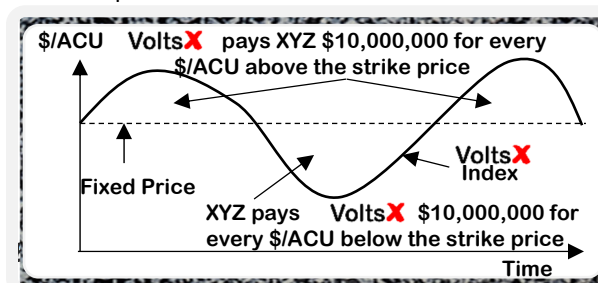 $/ACU VoltsX pays XYZ $10,000,000 for every
$/ACU above the strike price
Fixed Price
VoltsX
Index
XYZ pays VoltsX $10,000,000 for
every $/ACU below the strike price
Time